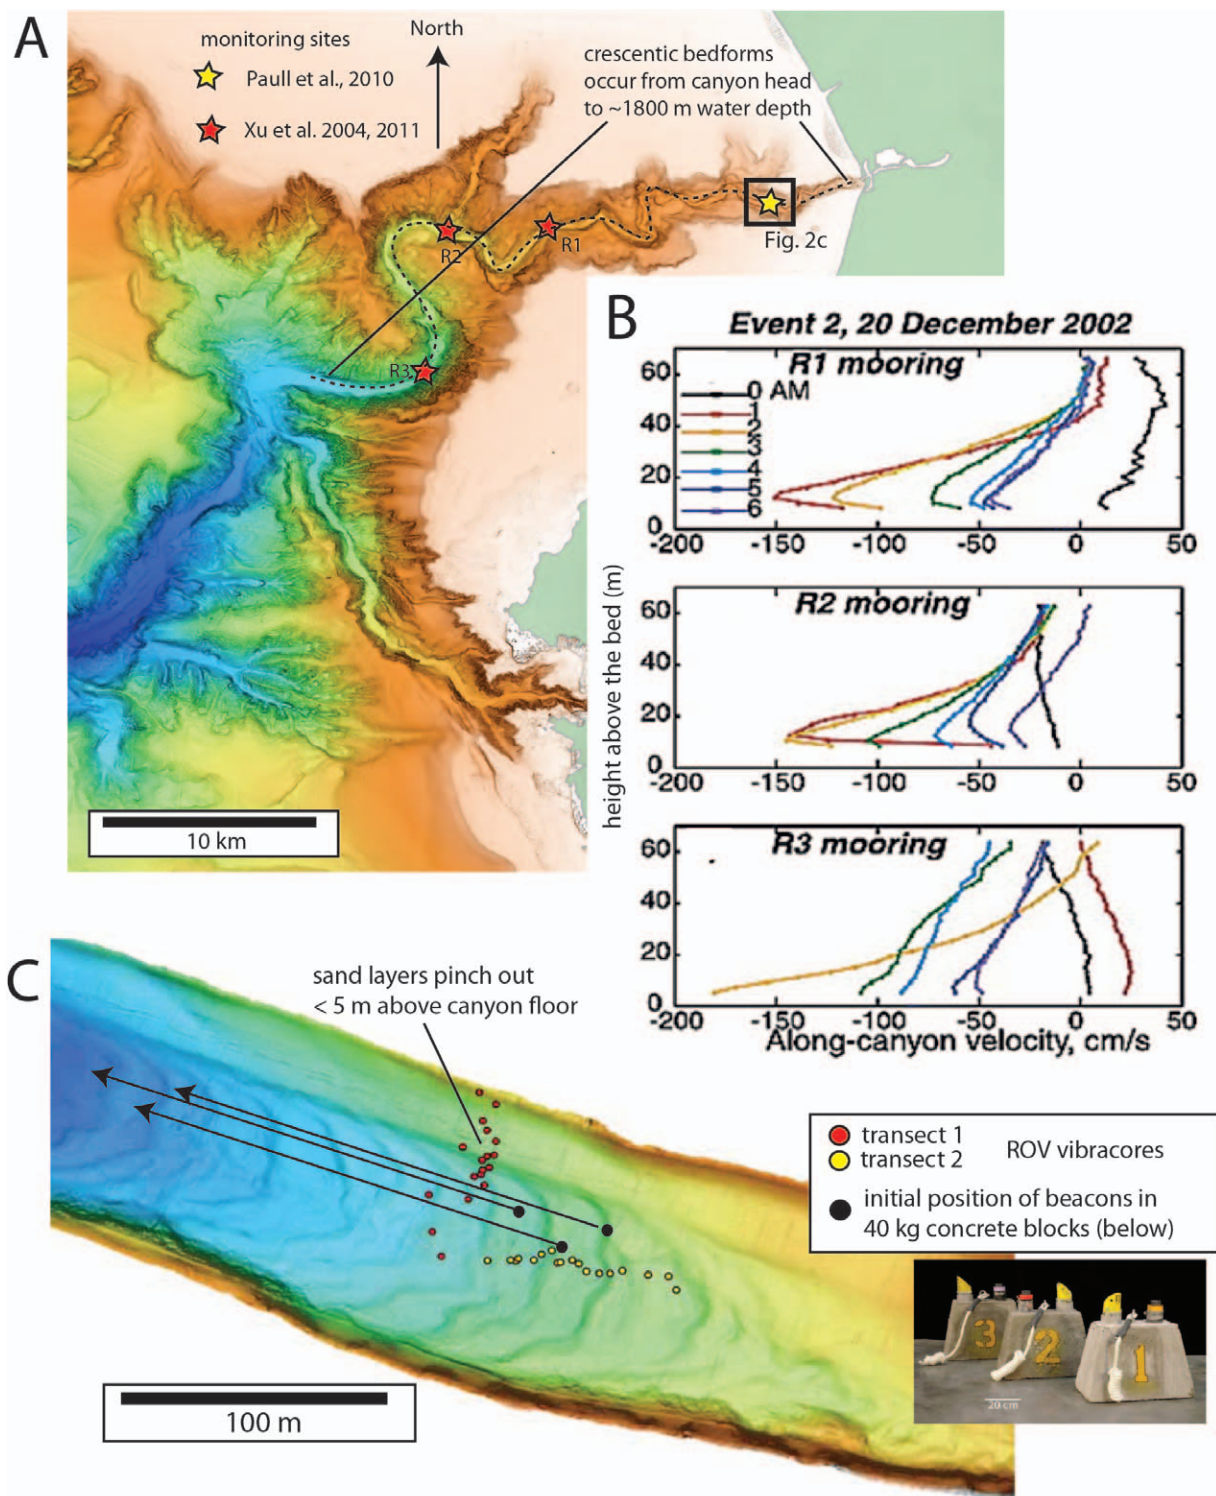 A
monitoring sites
Paull et al., 2010
Xu et al. 2004, 2011
North
crescentic bedforms
occur from canyon head
to ~1800 m water depth
R2
R1
R3
Fig. 2c
10 km
B
Event 2, 20 December 2002
R1 mooring
0 AM
1
2
3
4
5
6
60
40
20
0
-200 -150 -100 -50 0 50
R2 mooring
60
40
20
0
-200 -150 -100 -50 0 50
height above the bed (m)
R3 mooring
60
40
20
0
-200 -150 -100 -50 0 50
Along-canyon velocity, cm/s
C
sand layers pinch out
< 5 m above canyon floor
100 m
transect 1
transect 2
ROV vibracores
initial position of beacons in
40 kg concrete blocks (below)
3
2
1
20 cm